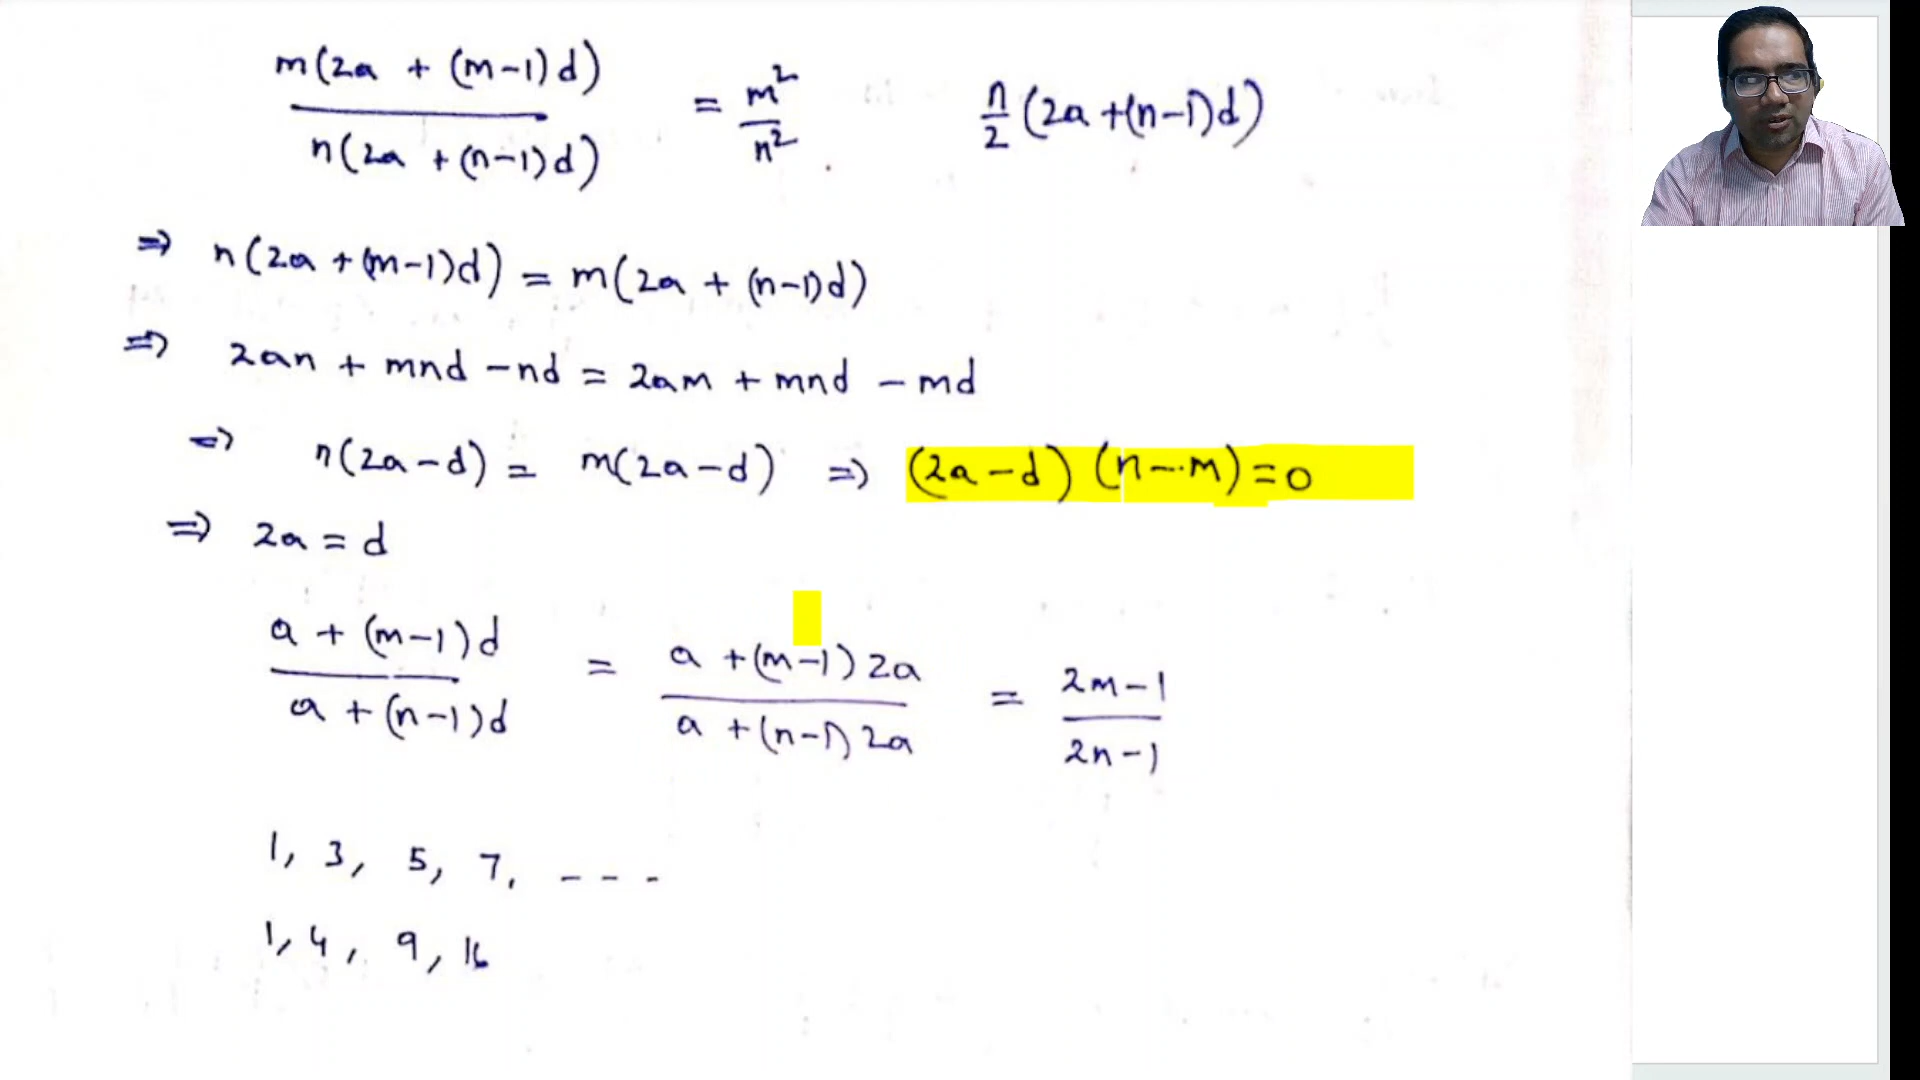 m(2a + (m-1)d) / n(2a + (n-1)d) = m² / n²    n/2 (2a + (n-1)d)
⇒ n(2a + (m-1)d) = m(2a + (n-1)d)
⇒ 2an + mnd - nd = 2am + mnd - md
⇒ n(2a-d) = m(2a-d) ⇒ (2a-d) (n-m) = 0
⇒ 2a = d
a + (m-1)d / a + (n-1)d = a + (m-1)2a / a + (n-1)2a = 2m-1 / 2n-1
1, 3, 5, 7, - - -
1, 4, 9, 16